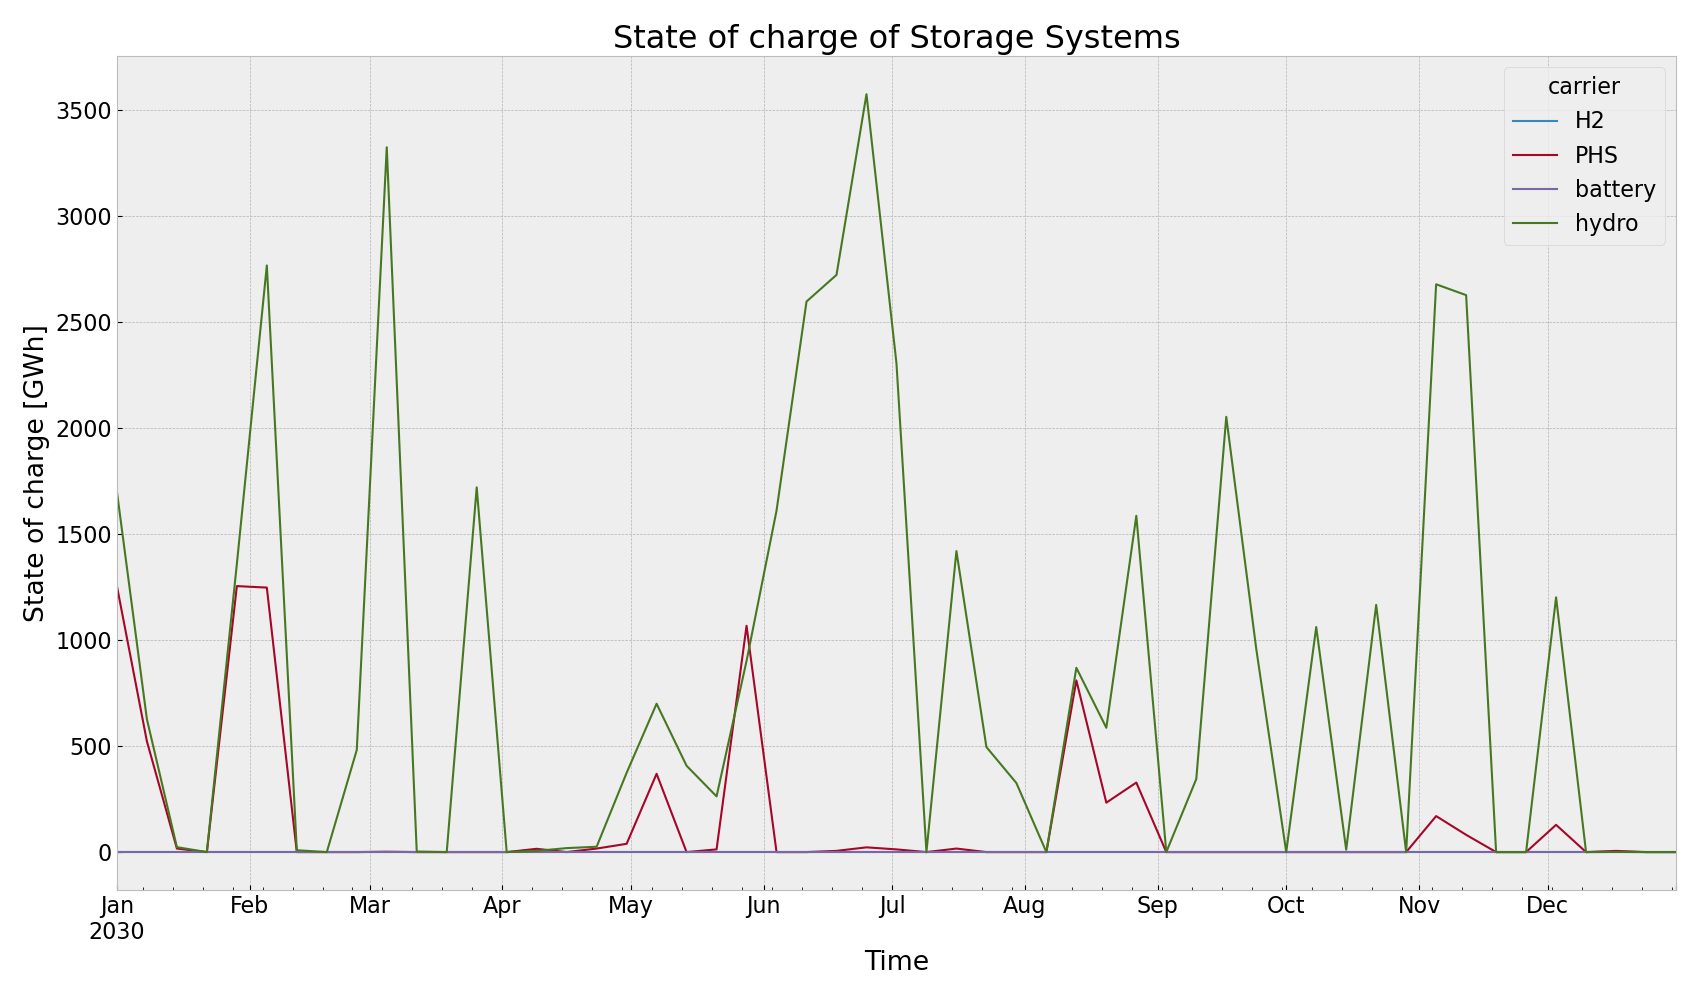 State of charge of Storage Systems
carrier
H2
PHS
battery
hydro
State of charge [GWh]
3500
3000
2500
2000
1500
1000
500
0
Jan Feb Mar Apr May Jun Jul Aug Sep Oct Nov Dec
2030
Time